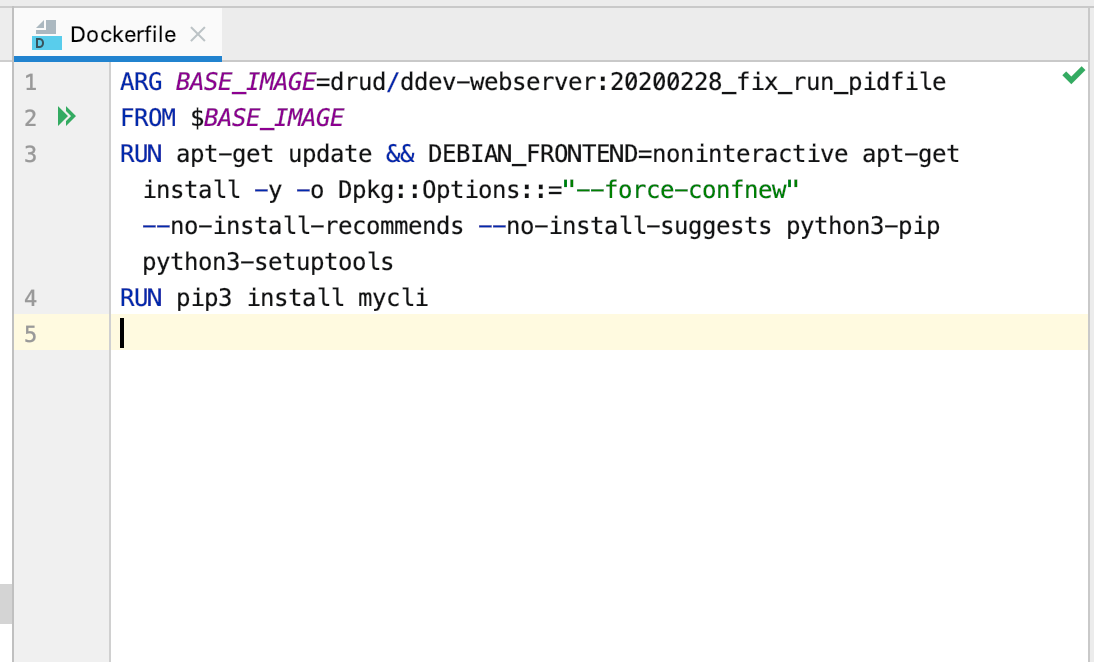 D Dockerfile
1 ARG BASE_IMAGE=drud/ddev-webserver:20200228_fix_run_pidfile
2 FROM $BASE_IMAGE
3 RUN apt-get update && DEBIAN_FRONTEND=noninteractive apt-get
install -y -o Dpkg::Options::="--force-confnew"
--no-install-recommends --no-install-suggests python3-pip
python3-setuptools
4 RUN pip3 install mycli
5